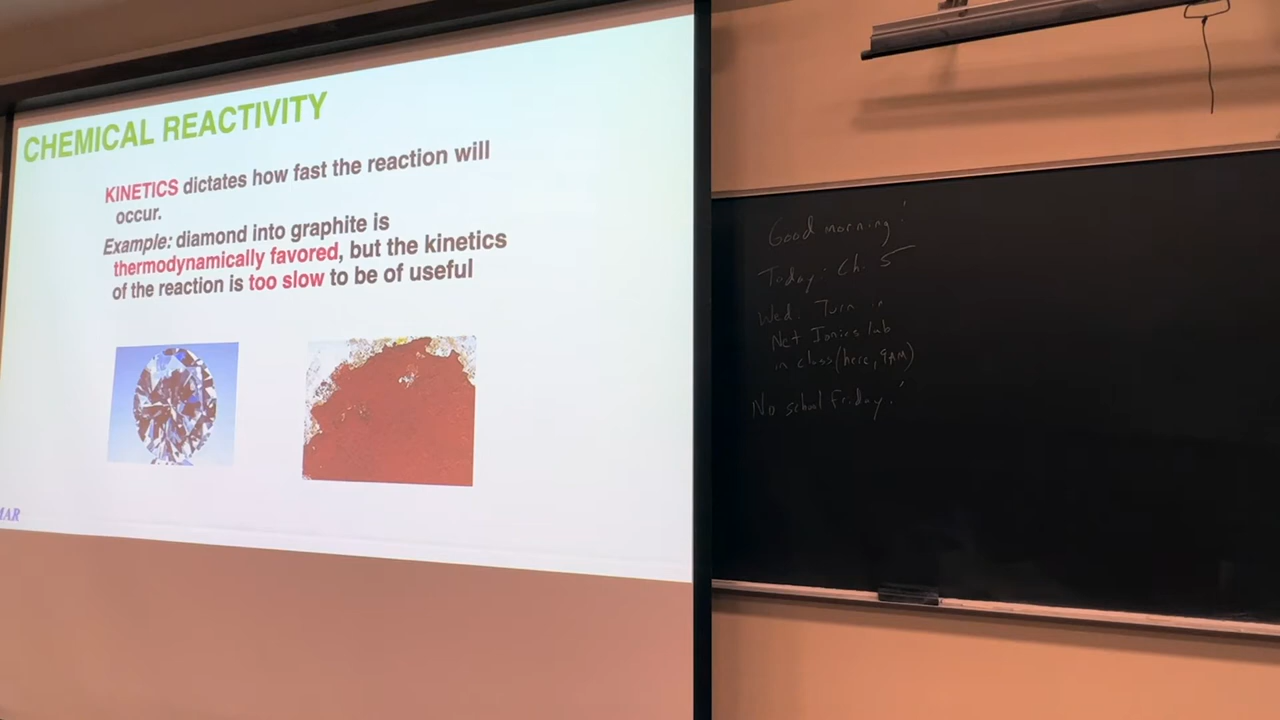 CHEMICAL REACTIVITY
KINETICS dictates how fast the reaction will
occur.
Example: diamond into graphite is
thermodynamically favored, but the kinetics
of the reaction is too slow to be of useful
MAR
Good morning!
Today: Ch. 5
Wed. Turn in
Net Ionics lab
in class (here, 9AM)
No school Friday!